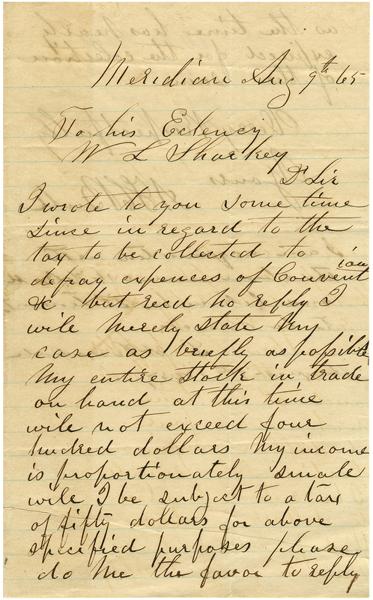 Meridian Aug 9th 65
To his Eclency
W L Sharkey
Dr Sir
I wrote to you some time
since in regard to the
tax to be collected to
defray expences of Convention
&c but recd no reply I
will merely state my
case as briefly as possible
My entire stock in trade
on hand at this time
will not exceed four
hundred dollars My income
is proportionately small
will I be subject to a tax
of fifty dollars for above
specified purposes please
do me the favor to reply